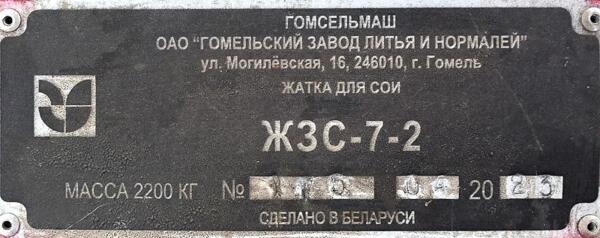 ГОМСЕЛЬМАШ
ОАО "ГОМЕЛЬСКИЙ ЗАВОД ЛИТЬЯ И НОРМАЛЕЙ"
ул. Могилёвская, 16, 246010, г. Гомель
ЖАТКА ДЛЯ СОИ
ЖЗС-7-2
МАССА 2200 КГ № 04 20 23
СДЕЛАНО В БЕЛАРУСИ